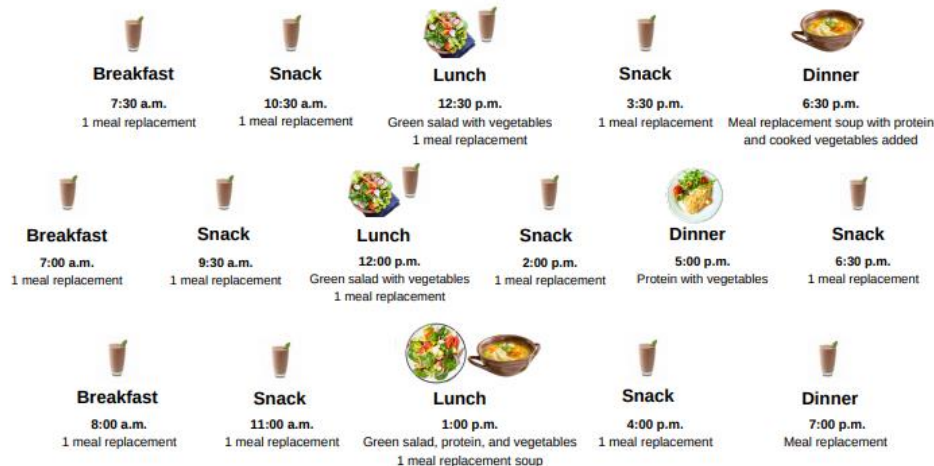 Breakfast Snack Lunch Snack Dinner
7:30 a.m. 10:30 a.m. 12:30 p.m. 3:30 p.m. 6:30 p.m.
1 meal replacement 1 meal replacement Green salad with vegetables 1 meal replacement Meal replacement soup with protein
1 meal replacement and cooked vegetables added
Breakfast Snack Lunch Snack Dinner Snack
7:00 a.m. 9:30 a.m. 12:00 p.m. 2:00 p.m. 5:00 p.m. 6:30 p.m.
1 meal replacement 1 meal replacement Green salad with vegetables 1 meal replacement Protein with vegetables 1 meal replacement
1 meal replacement
Breakfast Snack Lunch Snack Dinner
8:00 a.m. 11:00 a.m. 1:00 p.m. 4:00 p.m. 7:00 p.m.
1 meal replacement 1 meal replacement Green salad, protein, and vegetables 1 meal replacement Meal replacement
1 meal replacement soup